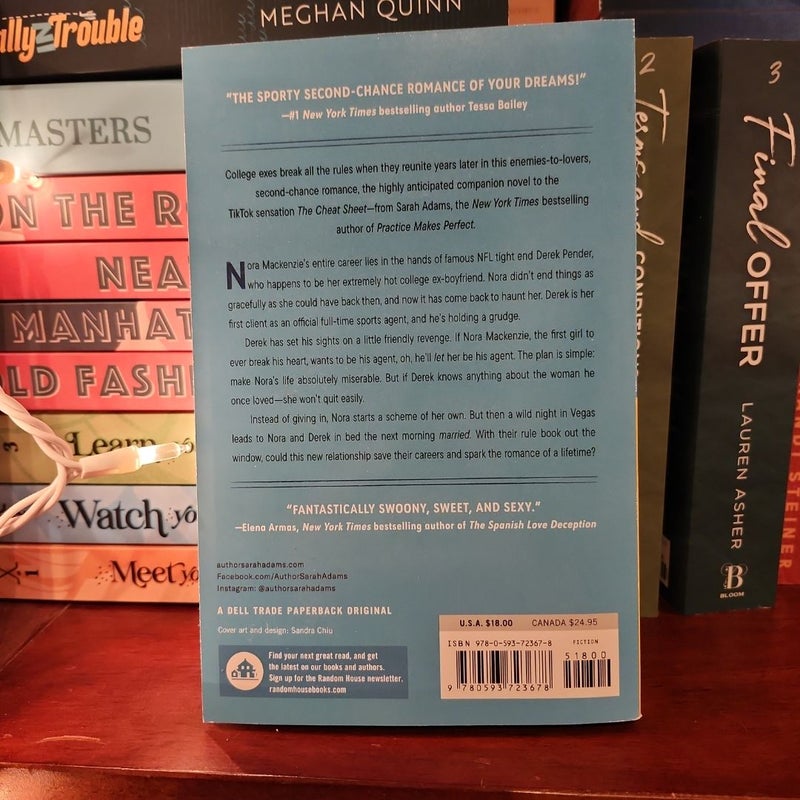 ally In Trouble
MEGHAN QUINN
MASTERS
ON THE R
NEA
MANHAT
OLD FASHI
3
Learn yo
Watch yo
1
Meet yo
"THE SPORTY SECOND-CHANCE ROMANCE OF YOUR DREAMS!"
—#1 New York Times bestselling author Tessa Bailey
College exes break all the rules when they reunite years later in this enemies-to-lovers,
second-chance romance, the highly anticipated companion novel to the
TikTok sensation The Cheat Sheet—from Sarah Adams, the New York Times bestselling
author of Practice Makes Perfect.
Nora Mackenzie's entire career lies in the hands of famous NFL tight end Derek Pender,
who happens to be her extremely hot college ex-boyfriend. Nora didn't end things as
gracefully as she could have back then, and now it has come back to haunt her. Derek is her
first client as an official full-time sports agent, and he's holding a grudge.
Derek has set his sights on a little friendly revenge. If Nora Mackenzie, the first girl to
ever break his heart, wants to be his agent, oh, he'll let her be his agent. The plan is simple:
make Nora's life absolutely miserable. But if Derek knows anything about the woman he
once loved—she won't quit easily.
Instead of giving in, Nora starts a scheme of her own. But then a wild night in Vegas
leads to Nora and Derek in bed the next morning married. With their rule book out the
window, could this new relationship save their careers and spark the romance of a lifetime?
"FANTASTICALLY SWOONY, SWEET, AND SEXY."
—Elena Armas, New York Times bestselling author of The Spanish Love Deception
authorsarahadams.com
Facebook.com/AuthorSarahAdams
Instagram: @authorsarahadams
A DELL TRADE PAPERBACK ORIGINAL
Cover art and design: Sandra Chiu
Find your next great read, and get
the latest on our books and authors.
Sign up for the Random House newsletter.
randomhousebooks.com
U.S.A. $18.00 CANADA $24.95
ISBN 978-0-593-72367-8 FICTION
51800
9 780593 723678
2
Terms and CONDITIONS
3
Final OFFER
LAUREN ASHER
B
BLOOM
STEINER